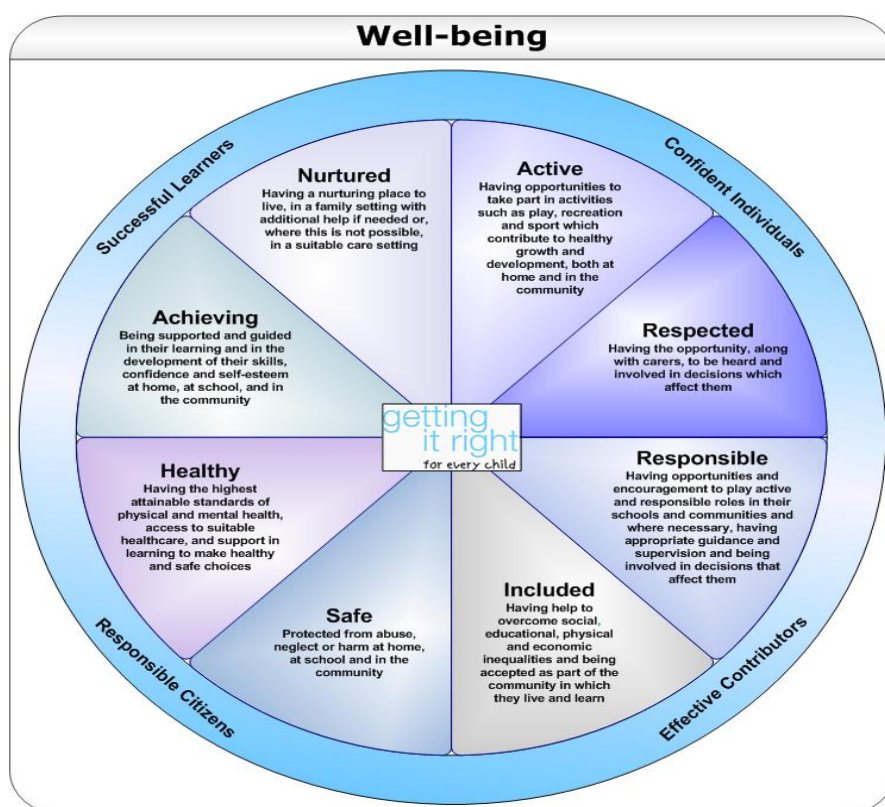 Well-being
Successful Learners
Confident Individuals
Nurtured
Having a nurturing place to
live, in a family setting with
additional help if needed or,
where this is not possible,
in a suitable care setting
Active
Having opportunities to
take part in activities
such as play, recreation
and sport which
contribute to healthy
growth and
development, both at
home and in the
community
Achieving
Being supported and guided
in their learning and in the
development of their skills,
confidence and self-esteem
at home, at school, and in
the community
Respected
Having the opportunity, along
with carers, to be heard and
involved in decisions which
affect them
getting
it right
for every child
Healthy
Having the highest
attainable standards of
physical and mental health,
access to suitable
healthcare, and support in
learning to make healthy
and safe choices
Responsible
Having opportunities and
encouragement to play active
and responsible roles in their
schools and communities and
where necessary, having
appropriate guidance and
supervision and being
involved in decisions that
affect them
Safe
Protected from abuse,
neglect or harm at home,
at school and in the
community
Included
Having help to
overcome social,
educational, physical
and economic
inequalities and being
accepted as part of the
community in which
they live and learn
Responsible Citizens
Effective Contributors